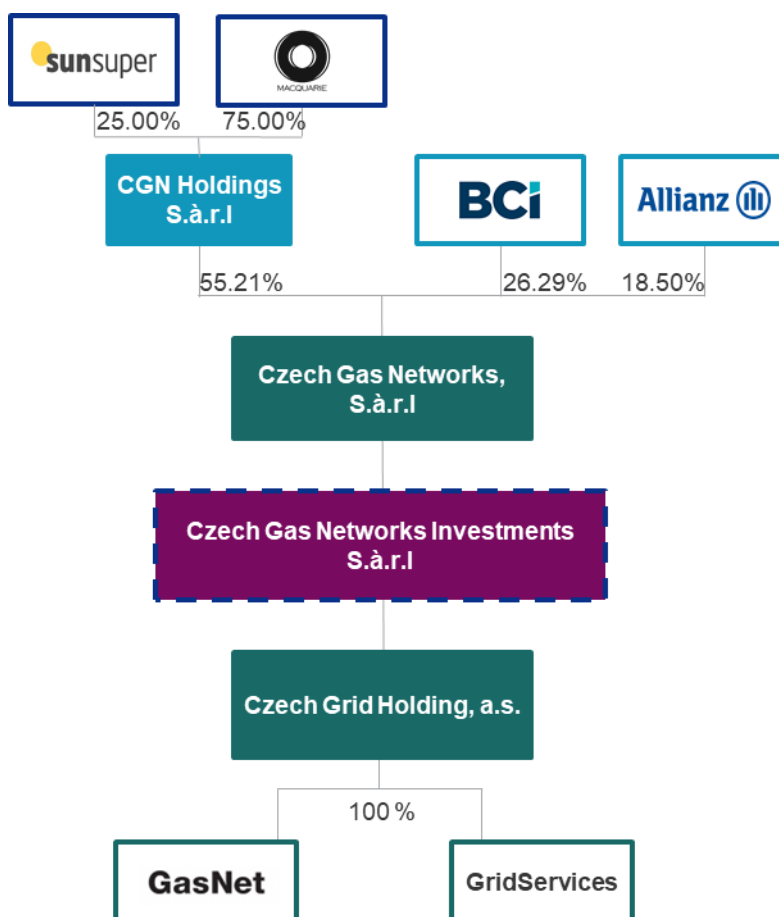 sunsuper
MACQUARIE
25.00%
75.00%
CGN Holdings
S.à.r.l
BCi
Allianz
55.21%
26.29%
18.50%
Czech Gas Networks,
S.à.r.l
Czech Gas Networks Investments
S.à.r.l
Czech Grid Holding, a.s.
100 %
GasNet
GridServices